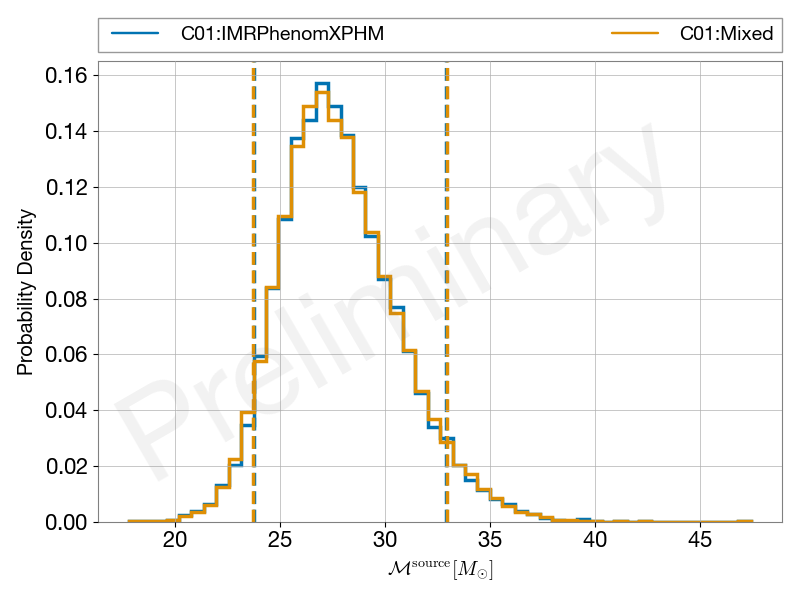 C01:IMRPhenomXPHM C01:Mixed
0.16
0.14
0.12
0.10
0.08
0.06
0.04
0.02
0.00
Probability Density
Preliminary
20 25 30 35 40 45
ℳ^source[M_⊙]